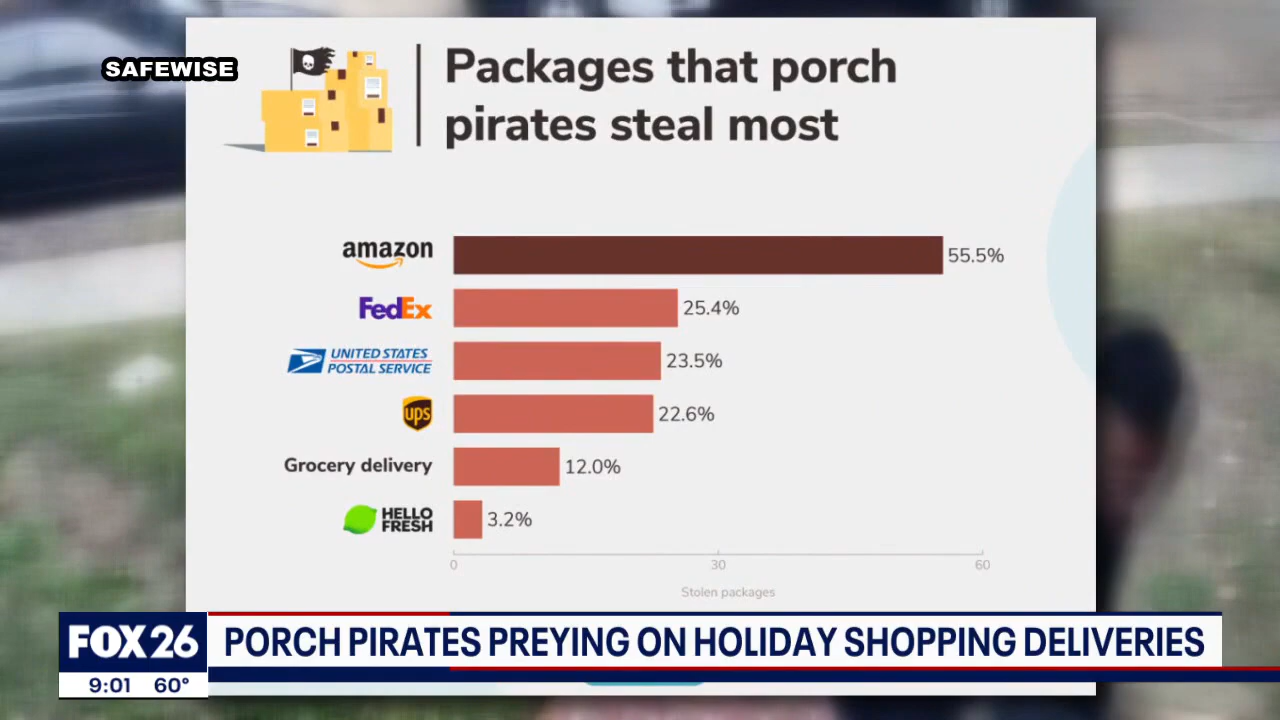 SAFEWISE
Packages that porch
pirates steal most
amazon
55.5%
FedEx
25.4%
UNITED STATES
POSTAL SERVICE
23.5%
ups
22.6%
Grocery delivery
12.0%
HELLO
FRESH
3.2%
0
30
60
Stolen packages
FOX 26
PORCH PIRATES PREYING ON HOLIDAY SHOPPING DELIVERIES
9:01 60°